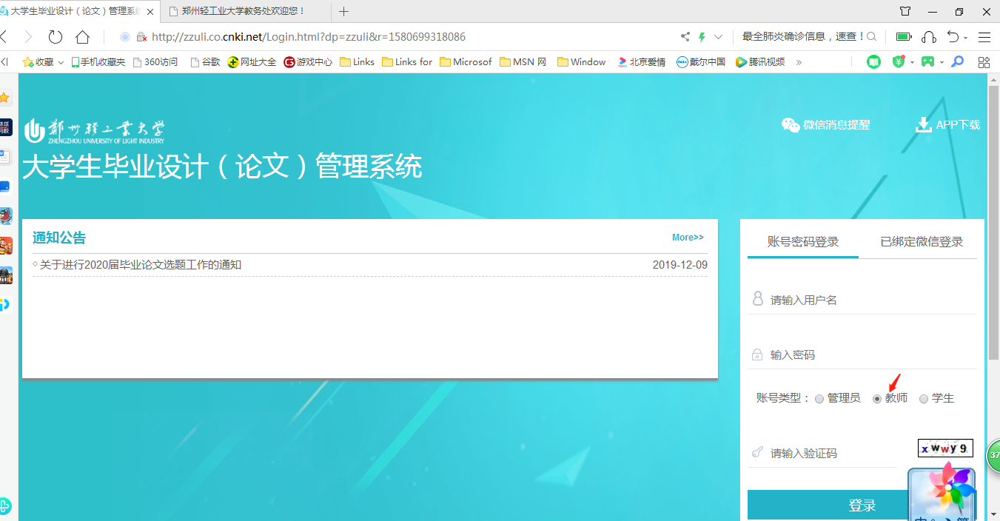 大学生毕业设计（论文）管理系统
郑州轻工业大学教务处欢迎您！
http://zzuli.co.cnki.net/Login.html?dp=zzuli&r=1580699318086
最全肺炎确诊信息，速查！
收藏 手机收藏夹 360访问 谷歌 网址大全 游戏中心 Links Links for Microsof MSN 网 Window 北京爱情 戴尔中国 腾讯视频 »
郑州轻工业大学
ZHENGZHOU UNIVERSITY OF LIGHT INDUSTRY
微信消息提醒 APP下载
大学生毕业设计（论文）管理系统
通知公告 More>>
关于进行2020届毕业论文选题工作的通知 2019-12-09
账号密码登录 已绑定微信登录
请输入用户名
输入密码
账号类型： 管理员 教师 学生
请输入验证码 xwwy9
登录
37